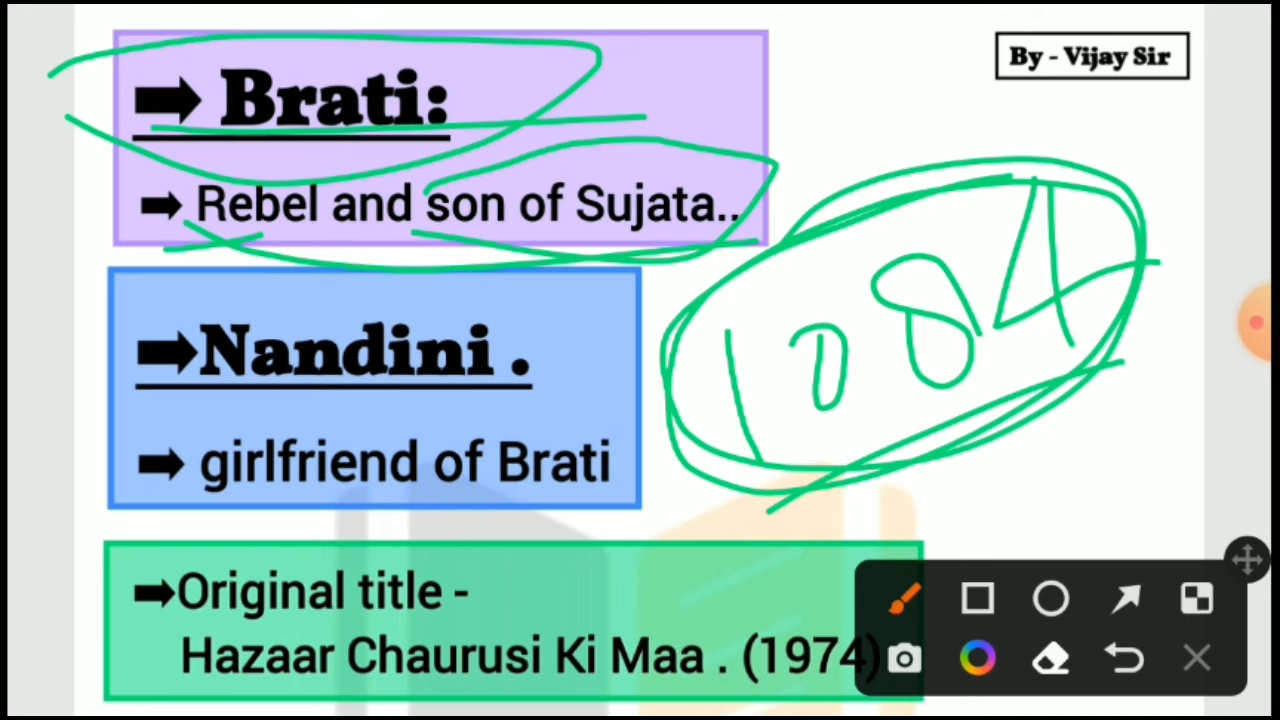 By - Vijay Sir
➡ Brati:
➡ Rebel and son of Sujata..
1084
➡Nandini .
➡ girlfriend of Brati
➡Original title -
Hazaar Chaurusi Ki Maa . (1974)